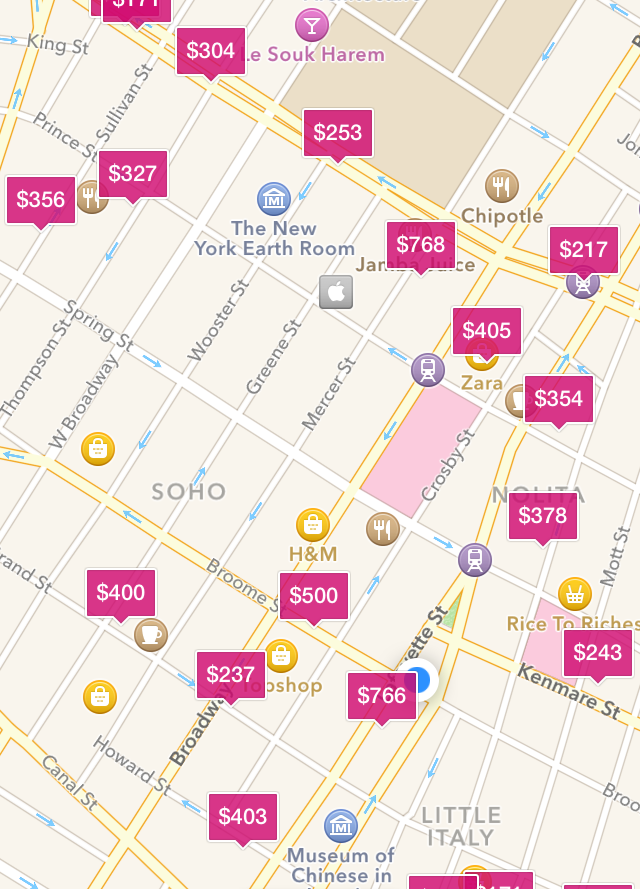 $171
Architecture
King St
$304
Le Souk Harem
Sullivan St
Prince St
$253
$327
$356
Chipotle
The New
York Earth Room
$768
Jamba Juice
$217
Spring St
Wooster St
Greene St
Mercer St
$405
Zara
Thompson St
W Broadway
$354
Crosby St
SOHO
NOLITA
$378
H&M
Mott St
Broome St
$400
$500
Rice To Riches
$243
Kenmare St
$237
Topshop
$766
Broadway
Howard St
Canal St
$403
LITTLE
ITALY
Museum of
Chinese in